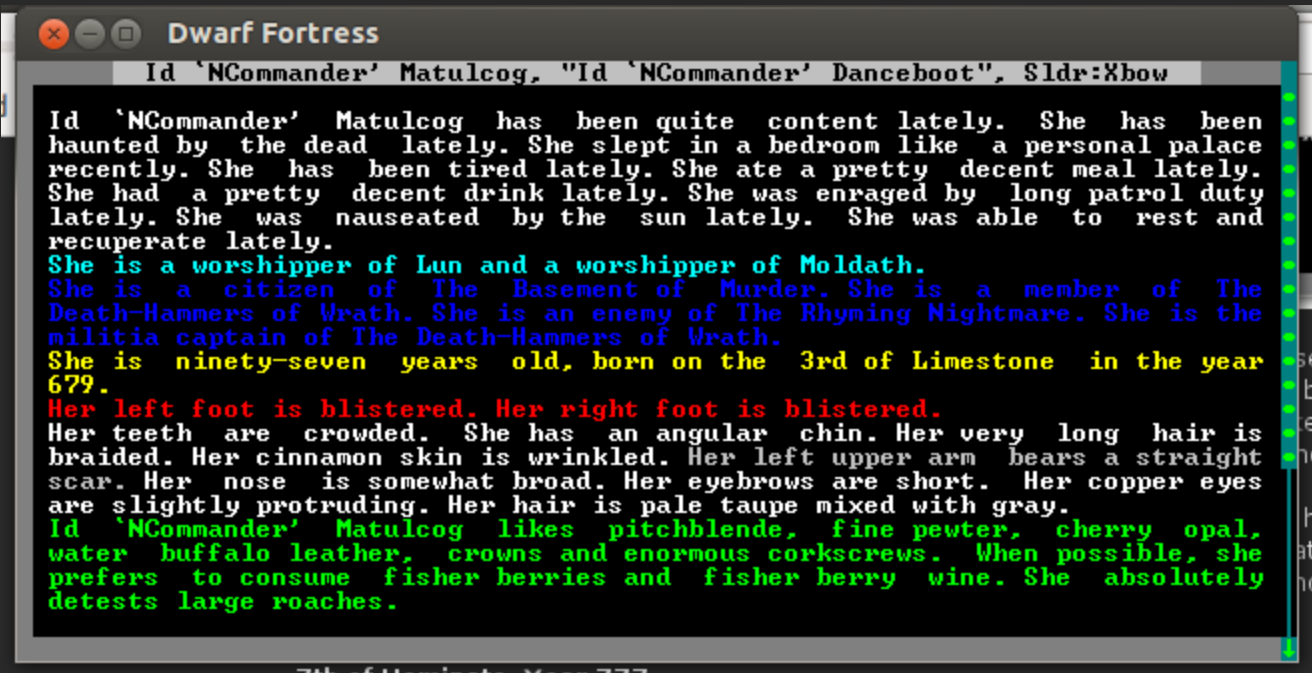 Dwarf Fortress
Id `NCommander' Matulcog, "Id `NCommander' Danceboot", Sldr:Xbow
Id `NCommander' Matulcog has been quite content lately. She has been
haunted by the dead lately. She slept in a bedroom like a personal palace
recently. She has been tired lately. She ate a pretty decent meal lately.
She had a pretty decent drink lately. She was enraged by long patrol duty
lately. She was nauseated by the sun lately. She was able to rest and
recuperate lately.
She is a worshipper of Lun and a worshipper of Moldath.
She is a citizen of The Basement of Murder. She is a member of The
Death-Hammers of Wrath. She is an enemy of The Rhyming Nightmare. She is the
militia captain of The Death-Hammers of Wrath.
She is ninety-seven years old, born on the 3rd of Limestone in the year
679.
Her left foot is blistered. Her right foot is blistered.
Her teeth are crowded. She has an angular chin. Her very long hair is
braided. Her cinnamon skin is wrinkled. Her left upper arm bears a straight
scar. Her nose is somewhat broad. Her eyebrows are short. Her copper eyes
are slightly protruding. Her hair is pale taupe mixed with gray.
Id `NCommander' Matulcog likes pitchblende, fine pewter, cherry opal,
water buffalo leather, crowns and enormous corkscrews. When possible, she
prefers to consume fisher berries and fisher berry wine. She absolutely
detests large roaches.